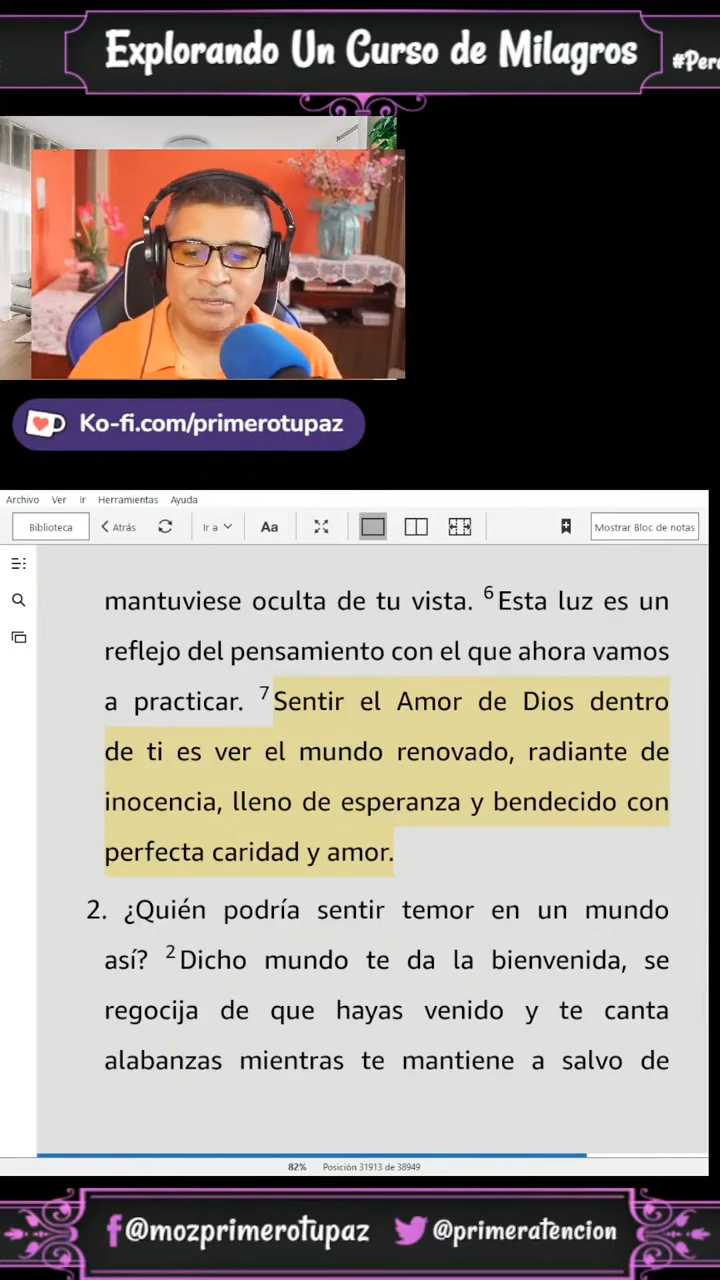 Explorando Un Curso de Milagros
Ko-fi.com/primerotupaz
Archivo Ver Ir Herramientas Ayuda
Biblioteca Atrás Ir a Aa Mostrar Bloc de notas
mantuviese oculta de tu vista. 6 Esta luz es un
reflejo del pensamiento con el que ahora vamos
a practicar. 7 Sentir el Amor de Dios dentro
de ti es ver el mundo renovado, radiante de
inocencia, lleno de esperanza y bendecido con
perfecta caridad y amor.
2. ¿Quién podría sentir temor en un mundo
así? 2 Dicho mundo te da la bienvenida, se
regocija de que hayas venido y te canta
alabanzas mientras te mantiene a salvo de
82% Posición 31913 de 38949
@mozprimerotupaz @primeratencion